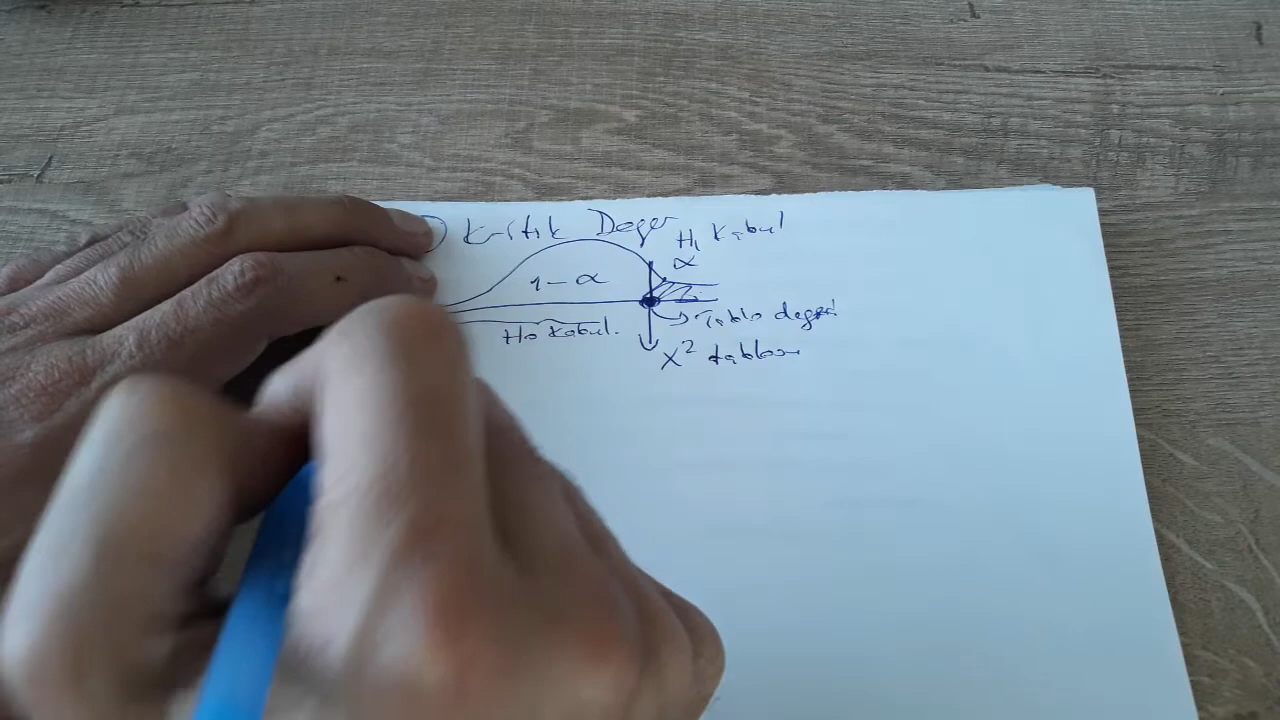 Kritik Değer
H₁ Kabul
1-α
α
H₀ Kabul.
Tablo değeri
X² tablosu